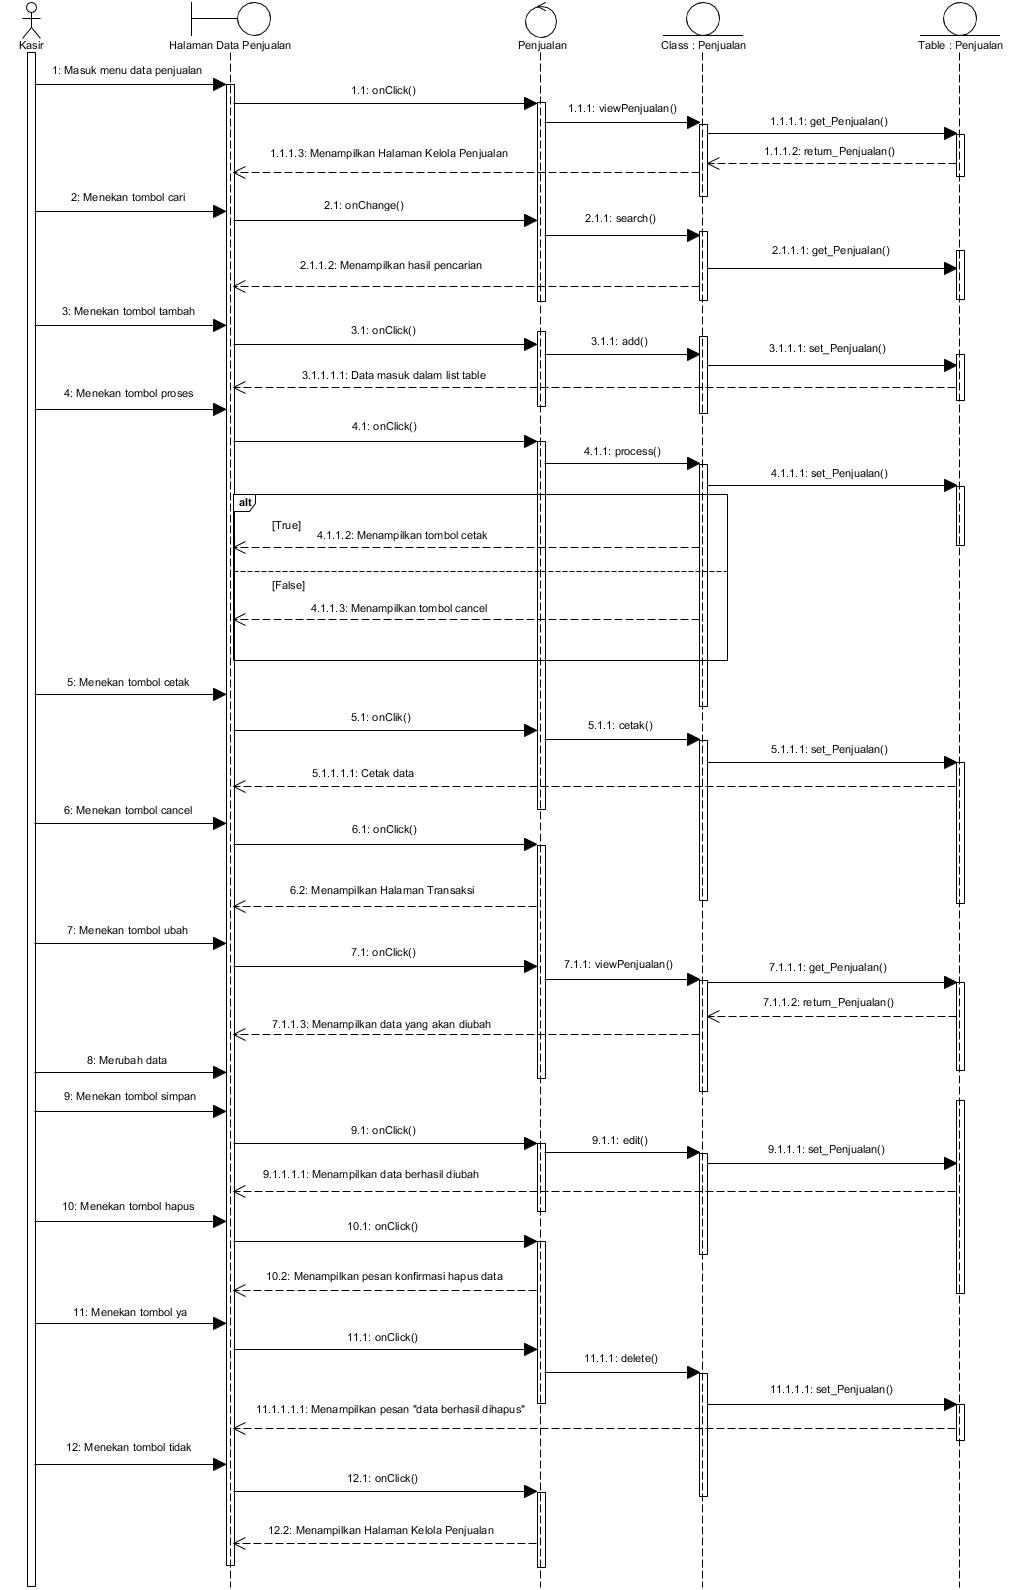 Kasir
Halaman Data Penjualan
Penjualan
Class : Penjualan
Table : Penjualan
1: Masuk menu data penjualan
1.1: onClick()
1.1.1: viewPenjualan()
1.1.1.1: get_Penjualan()
1.1.1.2: return_Penjualan()
1.1.1.3: Menampilkan Halaman Kelola Penjualan
2: Menekan tombol cari
2.1: onChange()
2.1.1: search()
2.1.1.1: get_Penjualan()
2.1.1.2: Menampilkan hasil pencarian
3: Menekan tombol tambah
3.1: onClick()
3.1.1: add()
3.1.1.1: set_Penjualan()
3.1.1.1.1: Data masuk dalam list table
4: Menekan tombol proses
4.1: onClick()
4.1.1: process()
4.1.1.1: set_Penjualan()
alt
[True]
4.1.1.2: Menampilkan tombol cetak
[False]
4.1.1.3: Menampilkan tombol cancel
5: Menekan tombol cetak
5.1: onClik()
5.1.1: cetak()
5.1.1.1: set_Penjualan()
5.1.1.1.1: Cetak data
6: Menekan tombol cancel
6.1: onClick()
6.2: Menampilkan Halaman Transaksi
7: Menekan tombol ubah
7.1: onClick()
7.1.1: viewPenjualan()
7.1.1.1: get_Penjualan()
7.1.1.2: return_Penjualan()
7.1.1.3: Menampilkan data yang akan diubah
8: Merubah data
9: Menekan tombol simpan
9.1: onClick()
9.1.1: edit()
9.1.1.1: set_Penjualan()
9.1.1.1.1: Menampilkan data berhasil diubah
10: Menekan tombol hapus
10.1: onClick()
10.2: Menampilkan pesan konfirmasi hapus data
11: Menekan tombol ya
11.1: onClick()
11.1.1: delete()
11.1.1.1: set_Penjualan()
11.1.1.1.1: Menampilkan pesan "data berhasil dihapus"
12: Menekan tombol tidak
12.1: onClick()
12.2: Menampilkan Halaman Kelola Penjualan